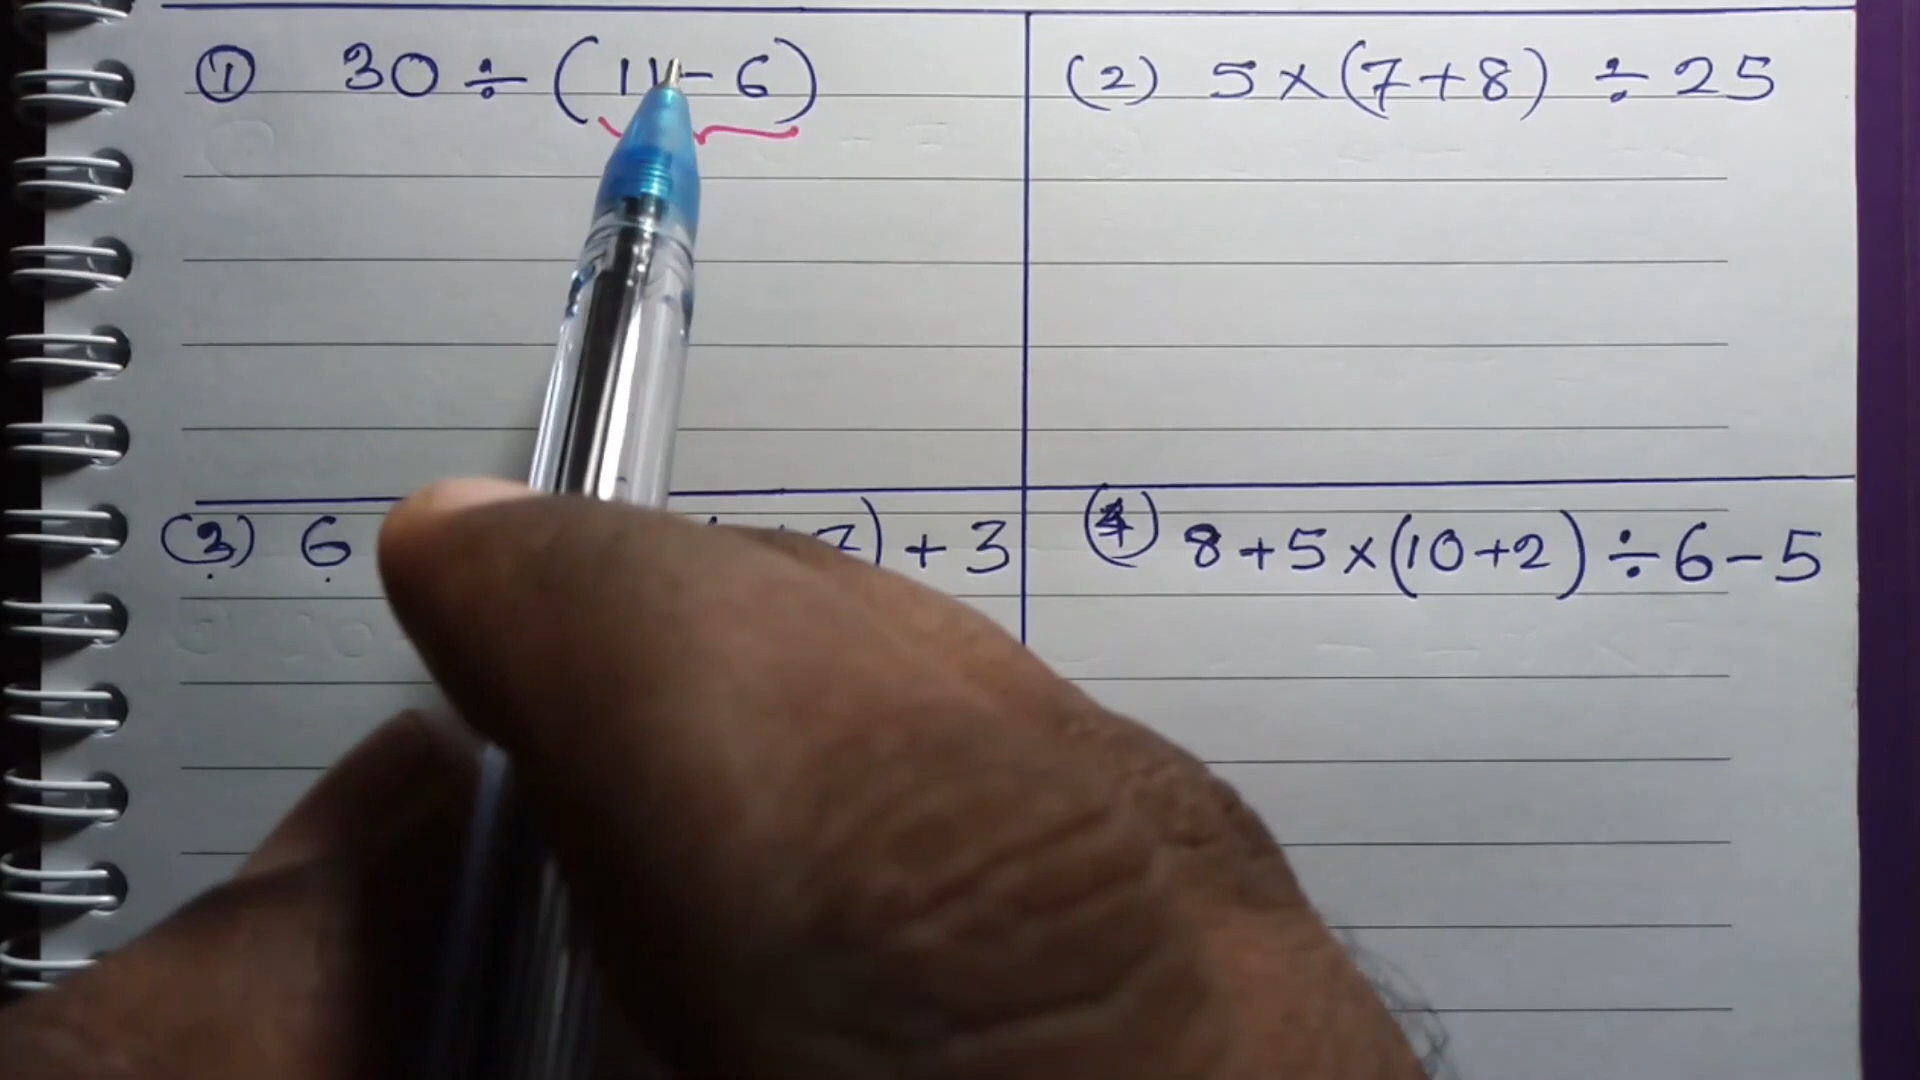 ① 30 ÷ (11 - 6)
(2) 5 × (7 + 8) ÷ 25
(3) 6 7) + 3
(4) 8 + 5 × (10 + 2) ÷ 6 - 5